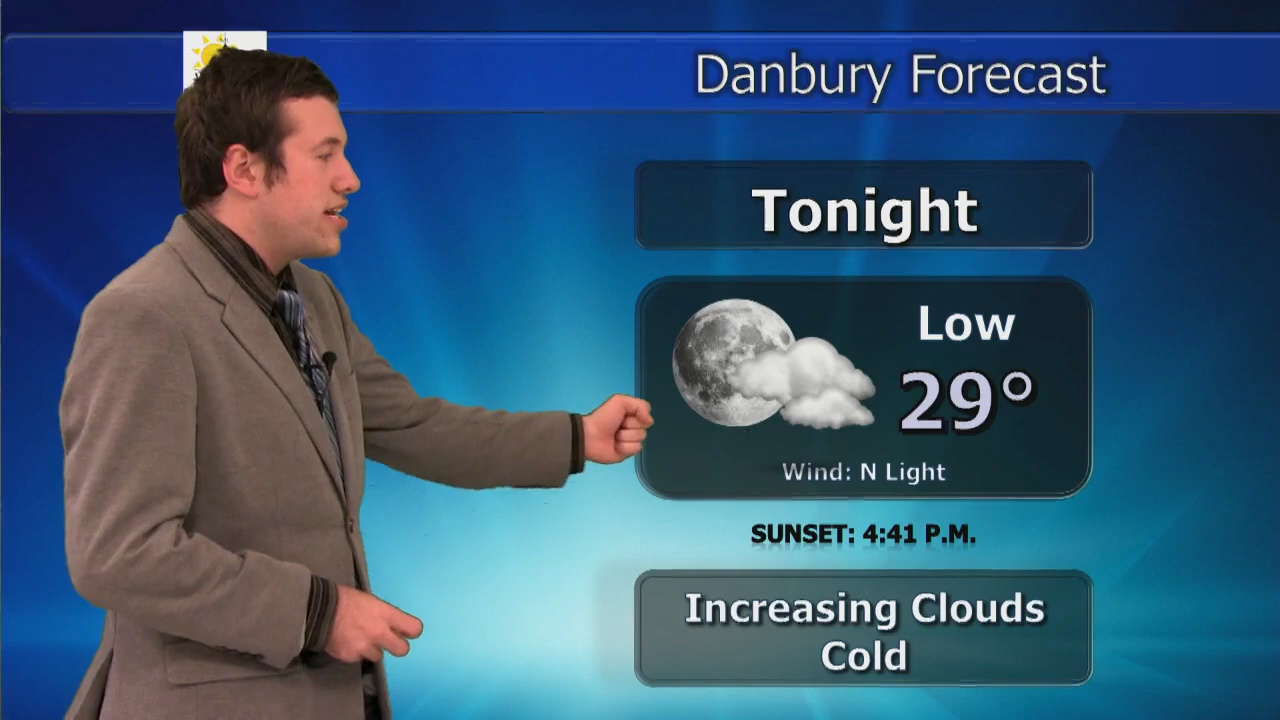 Danbury Forecast
Tonight
Low
29°
Wind: N Light
SUNSET: 4:41 P.M.
Increasing Clouds
Cold